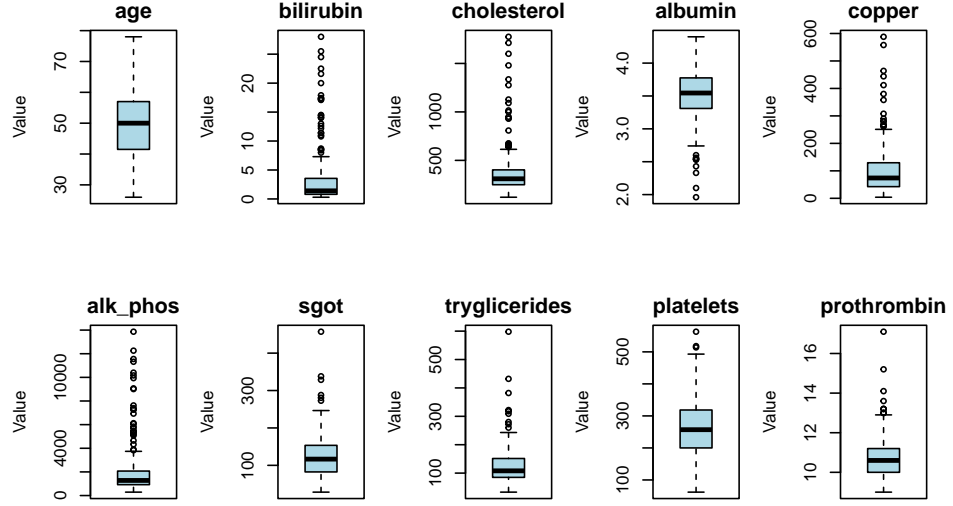 age bilirubin cholesterol albumin copper
Value 30 50 70
Value 0 5 10 20
Value 500 1000
Value 2.0 3.0 4.0
Value 0 200 400 600
alk_phos sgot tryglicerides platelets prothrombin
Value 0 4000 10000
Value 100 300
Value 100 300 500
Value 100 300 500
Value 10 12 14 16